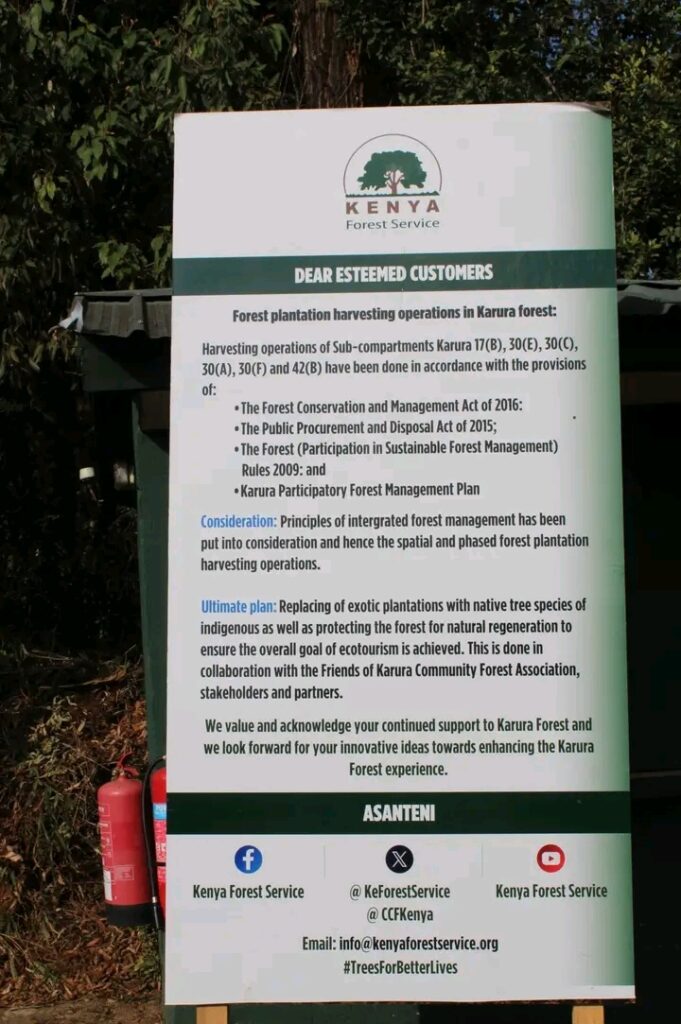 KENYA
Forest Service
DEAR ESTEEMED CUSTOMERS
Forest plantation harvesting operations in Karura forest:
Harvesting operations of Sub-compartments Karura 17(B), 30(E), 30(C),
30(A), 30(F) and 42(B) have been done in accordance with the provisions
of:
•The Forest Conservation and Management Act of 2016:
•The Public Procurement and Disposal Act of 2015;
•The Forest (Participation in Sustainable Forest Management)
Rules 2009: and
•Karura Participatory Forest Management Plan
Consideration: Principles of intergrated forest management has been
put into consideration and hence the spatial and phased forest plantation
harvesting operations.
Ultimate plan: Replacing of exotic plantations with native tree species of
indigenous as well as protecting the forest for natural regeneration to
ensure the overall goal of ecotourism is achieved. This is done in
collaboration with the Friends of Karura Community Forest Association,
stakeholders and partners.
We value and acknowledge your continued support to Karura Forest and
we look forward for your innovative ideas towards enhancing the Karura
Forest experience.
ASANTENI
Kenya Forest Service
@ KeForestService
@ CCFKenya
Kenya Forest Service
Email: info@kenyaforestservice.org
#TreesForBetterLives